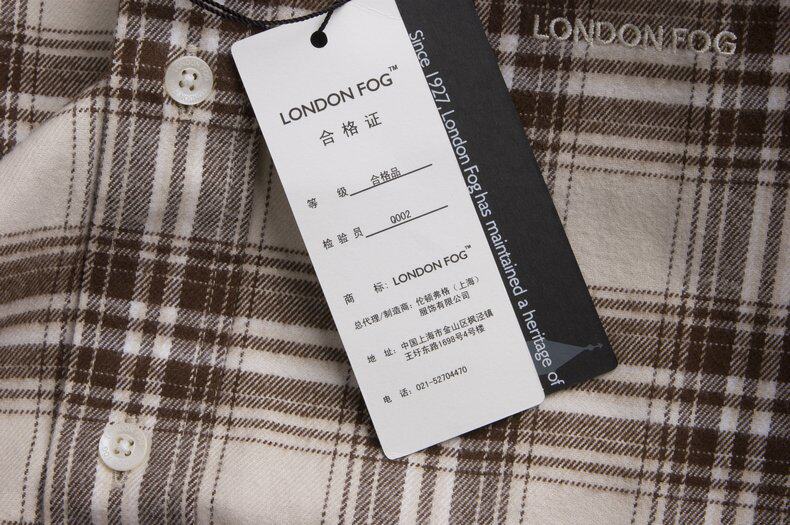 LONDON FOG
LONDON FOG™
合格证
等 级 合格品
检验员 Q002
商 标: LONDON FOG™
总代理/制造商: 伦顿弗格（上海）
服饰有限公司
地 址: 中国上海市金山区枫泾镇
王圩东路1698号4号楼
电 话: 021-52704470
Since 1927, London Fog has maintained a heritage of